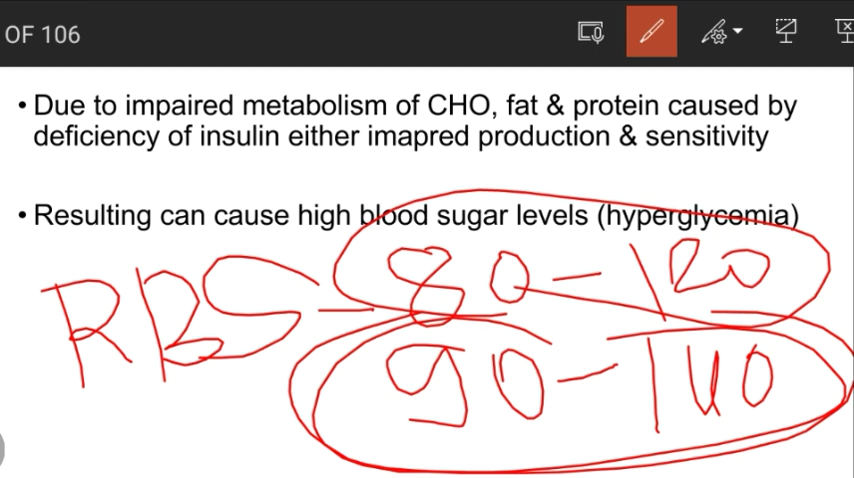 OF 106
• Due to impaired metabolism of CHO, fat & protein caused by
deficiency of insulin either imapred production & sensitivity
• Resulting can cause high blood sugar levels (hyperglycemia)
RBS - 80 - 120
90 - 140